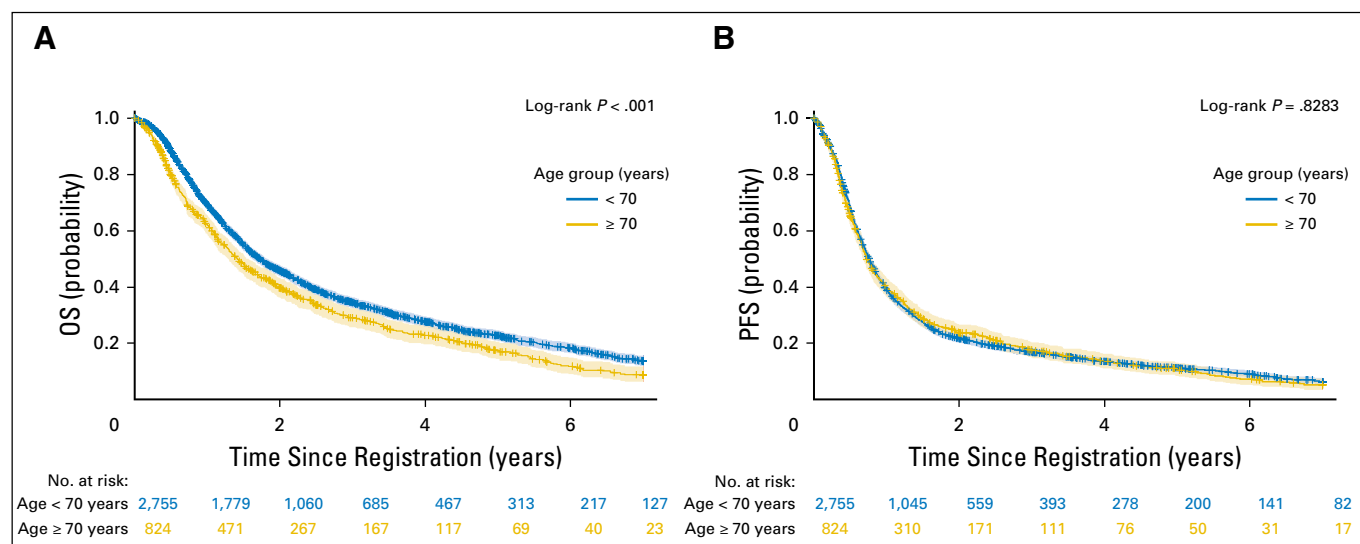 A
Log-rank P < .001
Age group (years)
< 70
≥ 70
OS (probability)
1.0
0.8
0.6
0.4
0.2
0 2 4 6
Time Since Registration (years)
No. at risk:
Age < 70 years 2,755 1,779 1,060 685 467 313 217 127
Age ≥ 70 years 824 471 267 167 117 69 40 23
B
Log-rank P = .8283
Age group (years)
< 70
≥ 70
PFS (probability)
1.0
0.8
0.6
0.4
0.2
0 2 4 6
Time Since Registration (years)
No. at risk:
Age < 70 years 2,755 1,045 559 393 278 200 141 82
Age ≥ 70 years 824 310 171 111 76 50 31 17